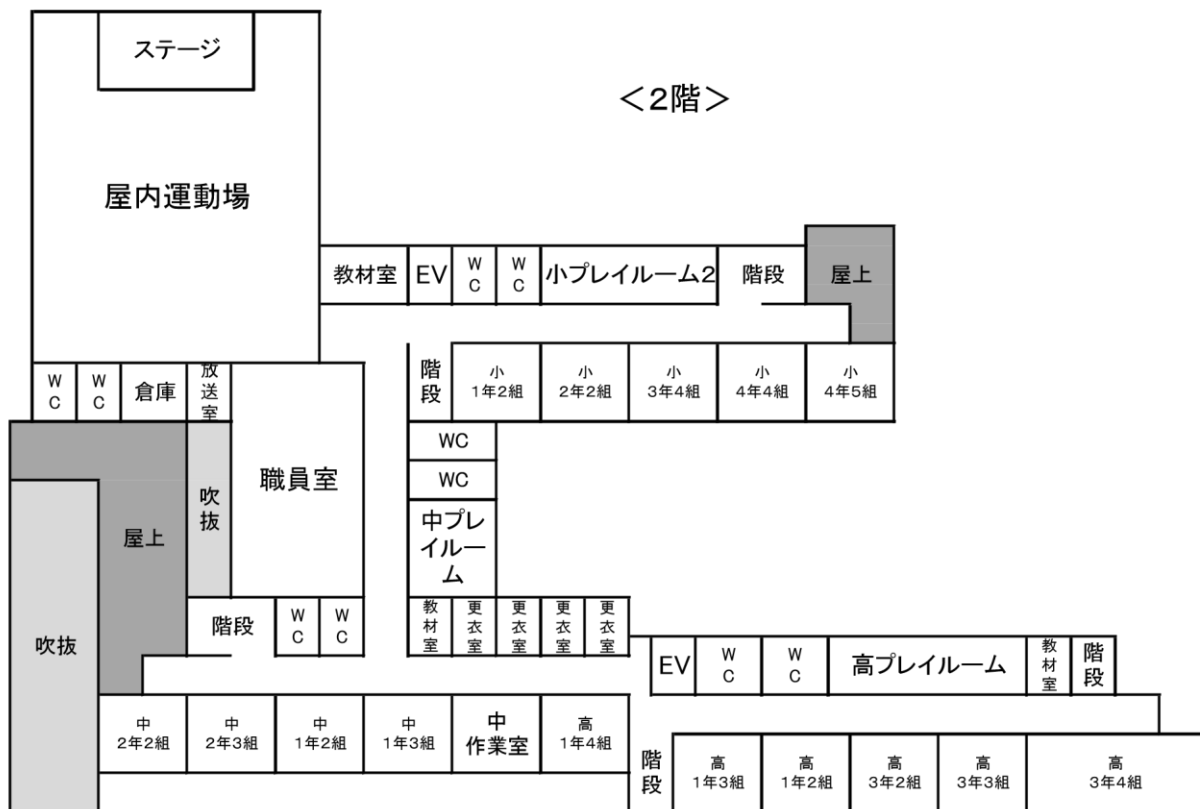 ステージ
＜2階＞
屋内運動場
教材室
EV
W
C
W
C
小プレイルーム2
階段
屋上
W
C
W
C
倉庫
放
送
室
階
段
小
1年2組
小
2年2組
小
3年4組
小
4年4組
小
4年5組
職員室
WC
WC
吹
抜
屋上
中プレ
イルー
ム
吹抜
階段
W
C
W
C
教
材
室
更
衣
室
更
衣
室
更
衣
室
更
衣
室
EV
W
C
W
C
高プレイルーム
教
材
室
階
段
中
2年2組
中
2年3組
中
1年2組
中
1年3組
中
作業室
高
1年4組
階
段
高
1年3組
高
1年2組
高
3年2組
高
3年3組
高
3年4組